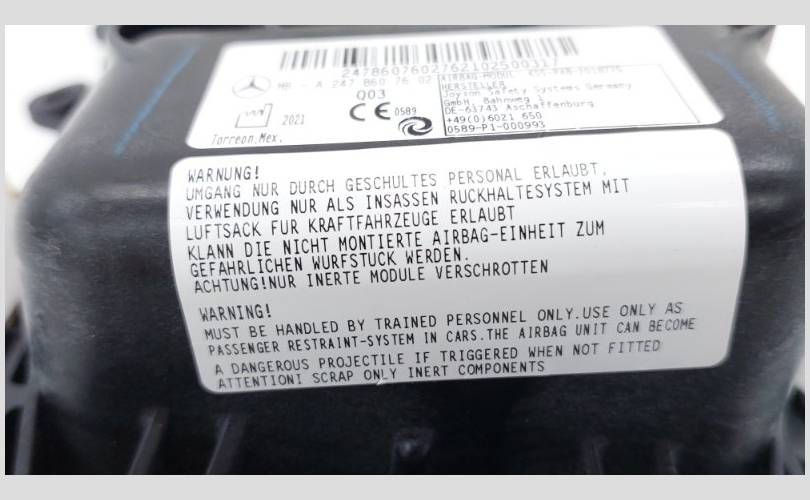 2478607602762102500317
MB - A 247 860 76 02
Q03
2021
CE 0589
Torreon,Mex.
HERSTELLER
Joyson Safety Systems Germany
GmbH, Bahnweg 1
DE-63743 Aschaffenburg
+49(0)6021 650
0589-P1-000993
WARNUNG!
UMGANG NUR DURCH GESCHULTES PERSONAL ERLAUBT,
VERWENDUNG NUR ALS INSASSEN RUCKHALTESYSTEM MIT
LUFTSACK FUR KRAFTFAHRZEUGE ERLAUBT
KLANN DIE NICHT MONTIERTE AIRBAG-EINHEIT ZUM
GEFAHRLICHEN WURFSTUCK WERDEN.
ACHTUNG!NUR INERTE MODULE VERSCHROTTEN
WARNING!
MUST BE HANDLED BY TRAINED PERSONNEL ONLY.USE ONLY AS
PASSENGER RESTRAINT-SYSTEM IN CARS.THE AIRBAG UNIT CAN BECOME
A DANGEROUS PROJECTILE IF TRIGGERED WHEN NOT FITTED
ATTENTION! SCRAP ONLY INERT COMPONENTS